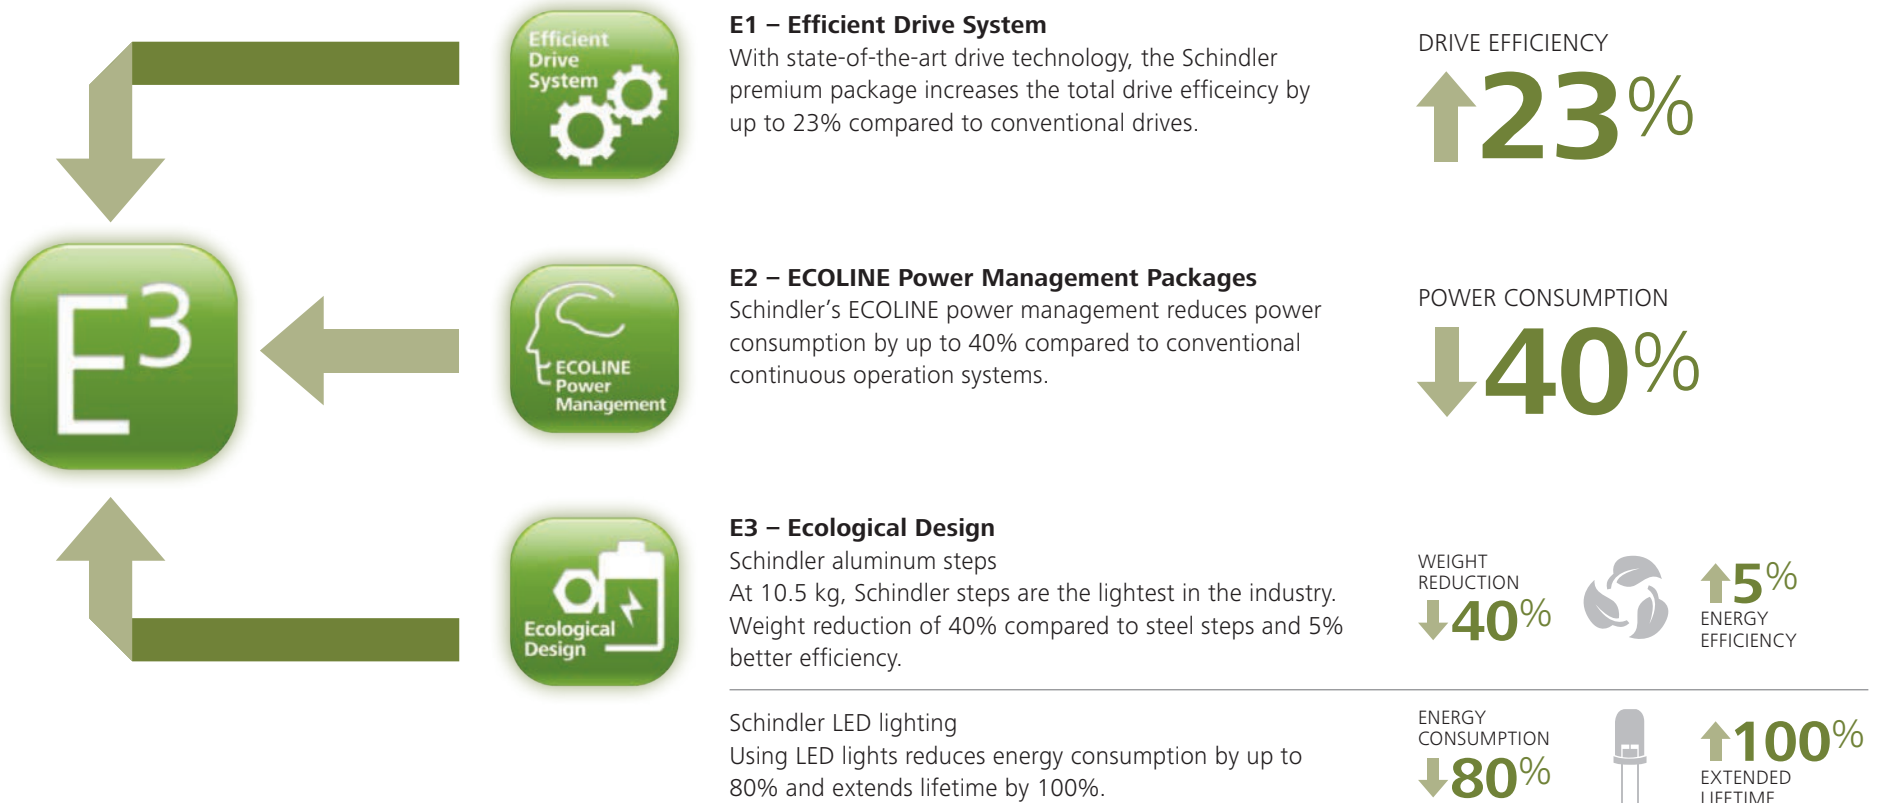 Efficient
Drive
System
E1 – Efficient Drive System
With state-of-the-art drive technology, the Schindler
premium package increases the total drive efficeincy by
up to 23% compared to conventional drives.
DRIVE EFFICIENCY
23%
E3
ECOLINE
Power
Management
E2 – ECOLINE Power Management Packages
Schindler’s ECOLINE power management reduces power
consumption by up to 40% compared to conventional
continuous operation systems.
POWER CONSUMPTION
40%
Ecological
Design
E3 – Ecological Design
Schindler aluminum steps
At 10.5 kg, Schindler steps are the lightest in the industry.
Weight reduction of 40% compared to steel steps and 5%
better efficiency.
WEIGHT
REDUCTION
40%
5%
ENERGY
EFFICIENCY
Schindler LED lighting
Using LED lights reduces energy consumption by up to
80% and extends lifetime by 100%.
ENERGY
CONSUMPTION
80%
100%
EXTENDED
LIFETIME